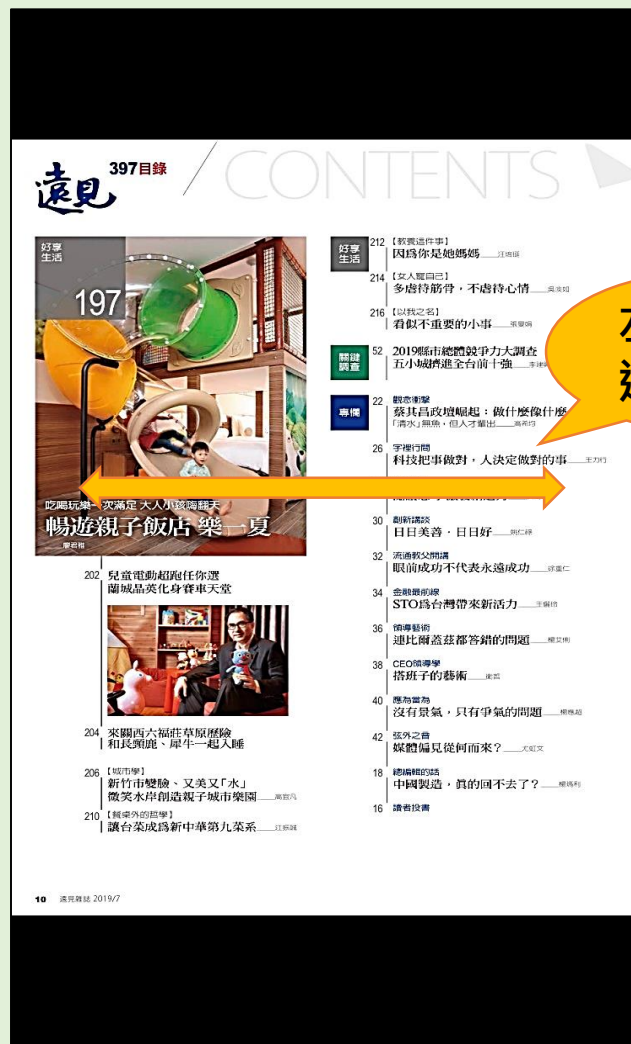 遠見
397目錄
CONTENTS
好享
生活
197
吃喝玩樂一次滿足 大人小孩嗨翻天
暢遊親子飯店 樂一夏
202 兒童電動超跑任你選
蘭城晶英化身賽車天堂
204 來關西六福莊草原歷險
和長頸鹿、犀牛一起入睡
206 【城市學】
新竹市變臉、又美又「水」
微笑水岸創造親子城市樂園
210 【餐桌外的哲學】
讓台菜成為新中華第九菜系
好享
生活
212 【教養這件事】
因為你是她媽媽
214 【女人寵自己】
多虐待筋骨，不虐待心情
216 【以我之名】
看似不重要的小事
關鍵
調查
52 2019縣市總體競爭力大調查
五小城擠進全台前十強
專欄
22 觀念衝擊
蔡其昌政壇崛起：做什麼像什麼
「清水」無魚，但人才輩出 高希均
26 字裡行間
科技把事做對，人決定做對的事 王力行
30 創新講談
日日美善．日日好
32 流通教父開講
眼前成功不代表永遠成功 徐重仁
34 金融最前線
STO為台灣帶來新活力
36 領導藝術
連比爾蓋茲都答錯的問題
38 CEO領導學
搭班子的藝術
40 應為當為
沒有景氣，只有爭氣的問題
42 弦外之音
媒體偏見從何而來？ 尤虹文
18 總編輯的話
中國製造，真的回不去了？ 楊瑪利
16 讀者投書
10 遠見雜誌 2019/7